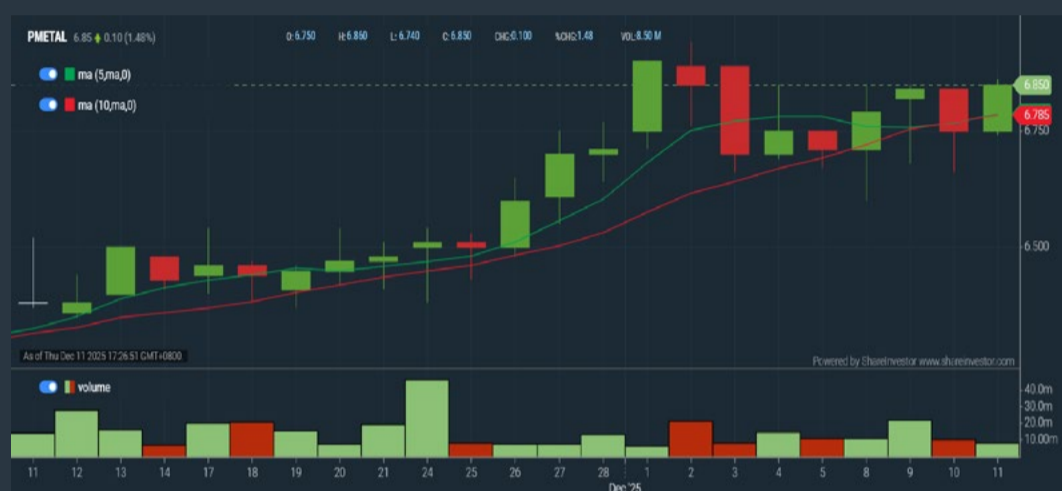 PMETAL 6.85 0.10 (1.48%) O: 6.750 H: 6.860 L: 6.740 C: 6.850 CHG:0.100 %CHG:1.48 VOL:8.50 M
ma (5,ma,0)
ma (10,ma,0)
6.850
6.785
6.750
6.500
As of Thu Dec 11 2025 17:26:51 GMT+0800
Powered by ShareInvestor www.shareinvestor.com
volume
40.0m
30.0m
20.0m
10.00m
11 12 13 14 17 18 19 20 21 24 25 26 27 28 1 2 3 4 5 8 9 10 11
Dec '25